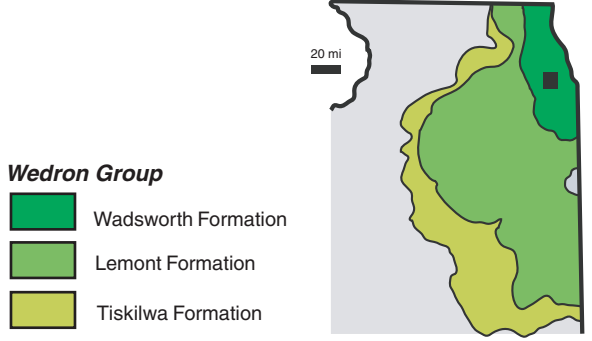 20 mi
Wedron Group
Wadsworth Formation
Lemont Formation
Tiskilwa Formation